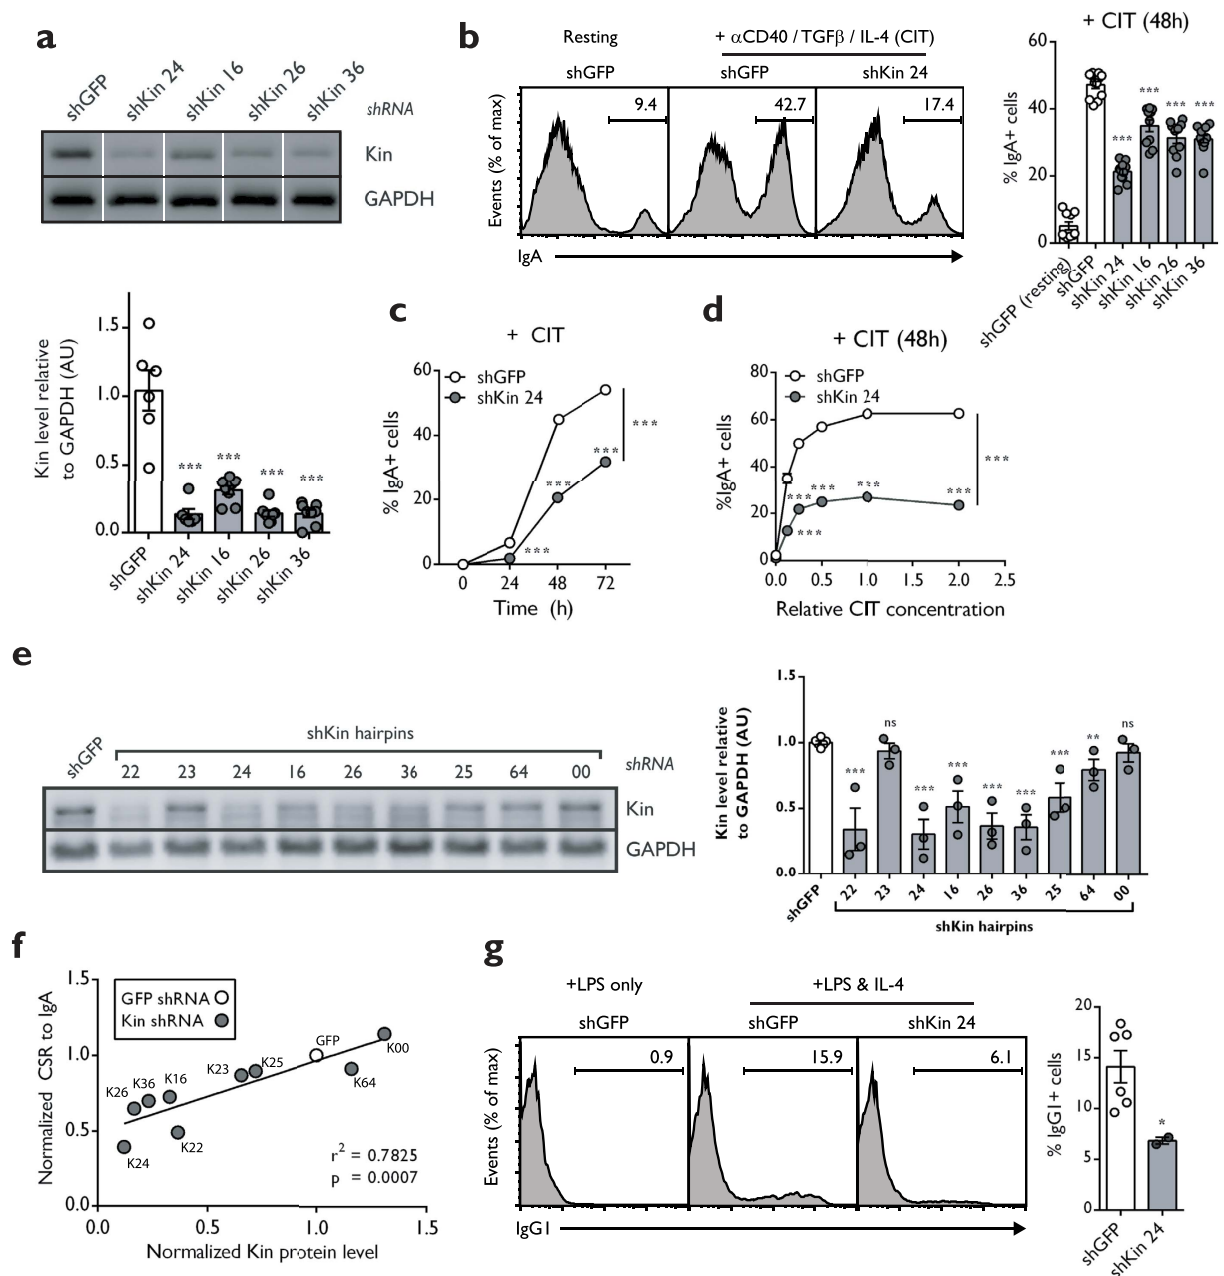 a
shGFP
shKin 24
shKin 16
shKin 26
shKin 36
shRNA
Kin
GAPDH
Kin level relative
to GAPDH (AU)
1.5
1.0
0.5
0.0
***
***
***
***
shGFP
shKin 24
shKin 16
shKin 26
shKin 36
b
Resting
+ αCD40 / TGFβ / IL-4 (CIT)
shGFP
shGFP
shKin 24
9.4
42.7
17.4
Events (% of max)
IgA
+ CIT (48h)
% IgA+ cells
60
40
20
0
***
***
***
***
shGFP (resting)
shGFP
shKin 24
shKin 16
shKin 26
shKin 36
c
+ CIT
shGFP
shKin 24
% IgA+ cells
60
40
20
0
***
***
***
***
0
24
48
72
Time (h)
d
+ CIT (48h)
shGFP
shKin 24
%IgA+ cells
80
60
40
20
0
***
***
***
***
***
***
0.0
0.5
1.0
1.5
2.0
2.5
Relative CIT concentration
e
shGFP
shKin hairpins
22
23
24
16
26
36
25
64
00
shRNA
Kin
GAPDH
Kin level relative
to GAPDH (AU)
1.5
1.0
0.5
0.0
***
ns
***
***
***
***
***
**
ns
shGFP
22
23
24
16
26
36
25
64
00
shKin hairpins
f
Normalized CSR to IgA
1.5
1.0
0.5
0.0
GFP shRNA
Kin shRNA
GFP
K00
K64
K25
K23
K16
K36
K26
K22
K24
r² = 0.7825
p = 0.0007
0.0
0.5
1.0
1.5
Normalized Kin protein level
g
+LPS only
+LPS & IL-4
shGFP
shGFP
shKin 24
0.9
15.9
6.1
Events (% of max)
IgG1
% IgG1+ cells
20
15
10
5
0
*
shGFP
shKin 24